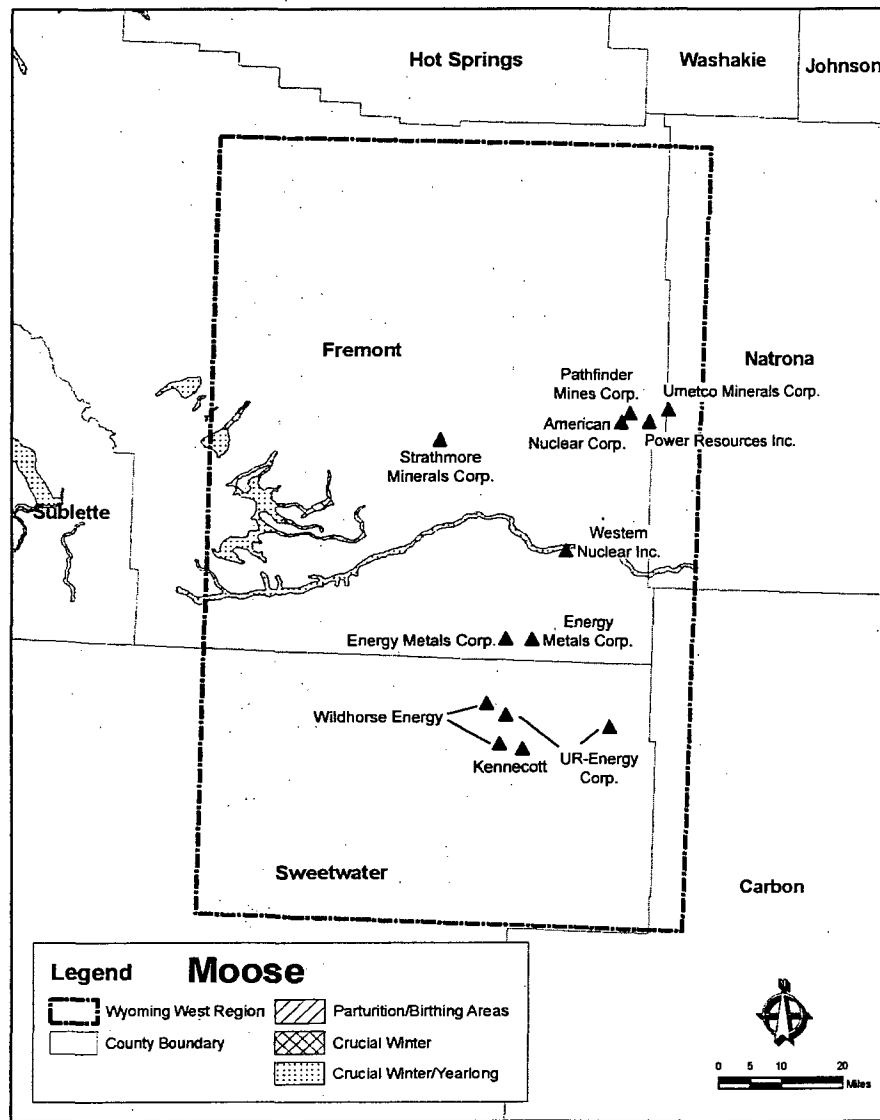 Hot Springs
Washakie
Johnson
Fremont
Natrona
Pathfinder
Mines Corp.
Umetco Minerals Corp.
American
Nuclear Corp.
Power Resources Inc.
Strathmore
Minerals Corp.
Sublette
Western
Nuclear Inc.
Energy Metals Corp.
Energy
Metals Corp.
Wildhorse Energy
Kennecott
UR-Energy
Corp.
Sweetwater
Carbon
Legend
Moose
Wyoming West Region
County Boundary
Parturition/Birthing Areas
Crucial Winter
Crucial Winter/Yearlong
N
0 5 10 20
Miles